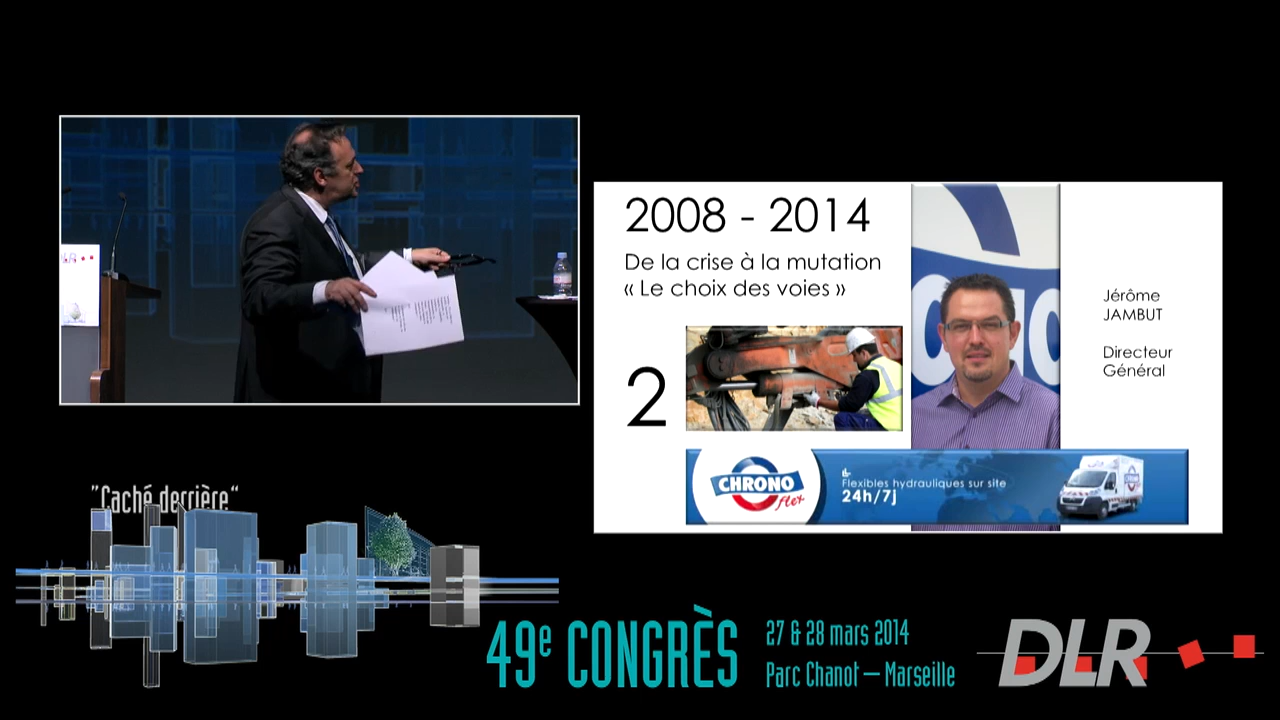 2008 - 2014
De la crise à la mutation
« Le choix des voies »
2
Jérôme
JAMBUT
Directeur
Général
CHRONO
flex
Flexibles hydrauliques sur site
24h/7j
"Caché derrière"
49e CONGRÈS
27 & 28 mars 2014
Parc Chanot – Marseille
DLR